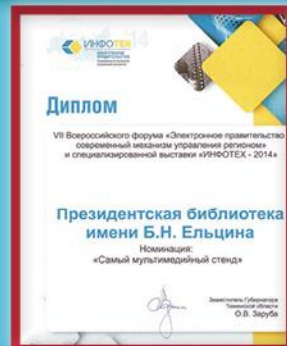 ИНФОТЕХ
Диплом
VII Всероссийского форума «Электронное правительство
современный механизм управления регионом»
и специализированной выставки «ИНФОТЕХ - 2014»
Президентская библиотека
имени Б.Н. Ельцина
Номинация:
«Самый мультимедийный стенд»
Заместитель Губернатора
Тюменской области
О.В. Заруба